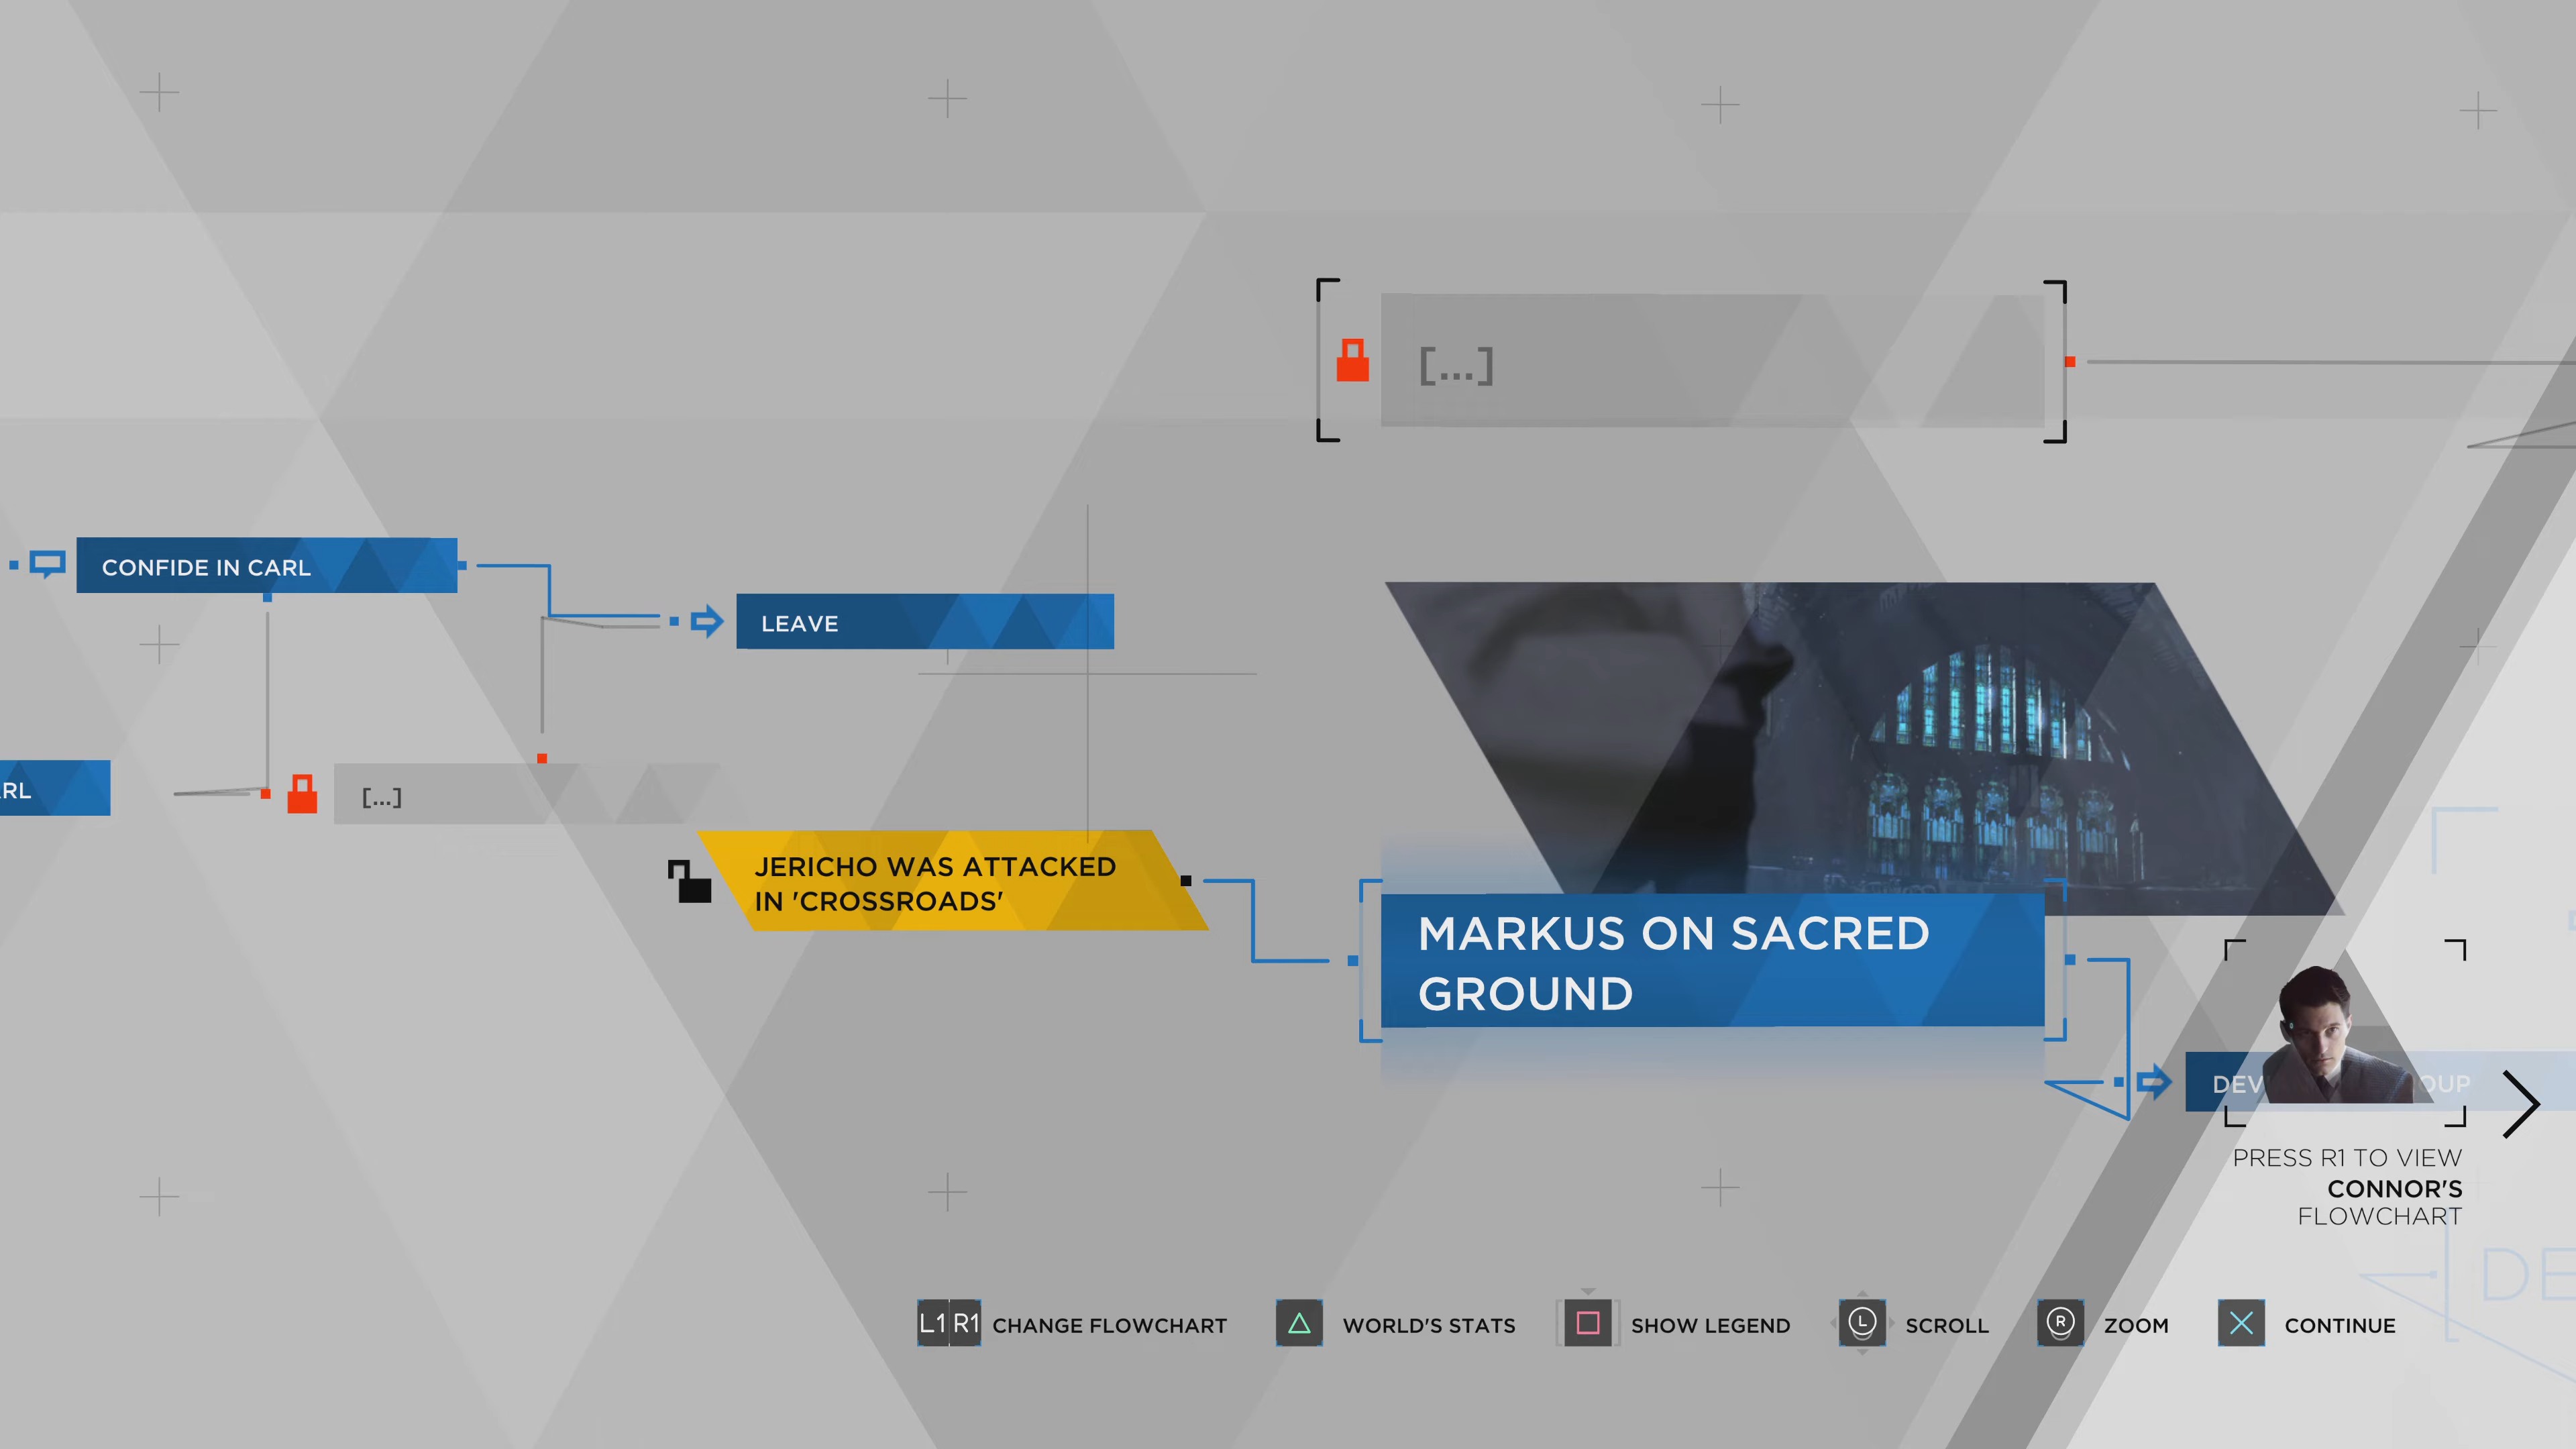 [...]
CONFIDE IN CARL
LEAVE
RL
[...]
JERICHO WAS ATTACKED
IN 'CROSSROADS'
MARKUS ON SACRED
GROUND
DEV OUP
PRESS R1 TO VIEW
CONNOR'S
FLOWCHART
DE
L1 R1 CHANGE FLOWCHART
WORLD'S STATS
SHOW LEGEND
L SCROLL
R ZOOM
CONTINUE